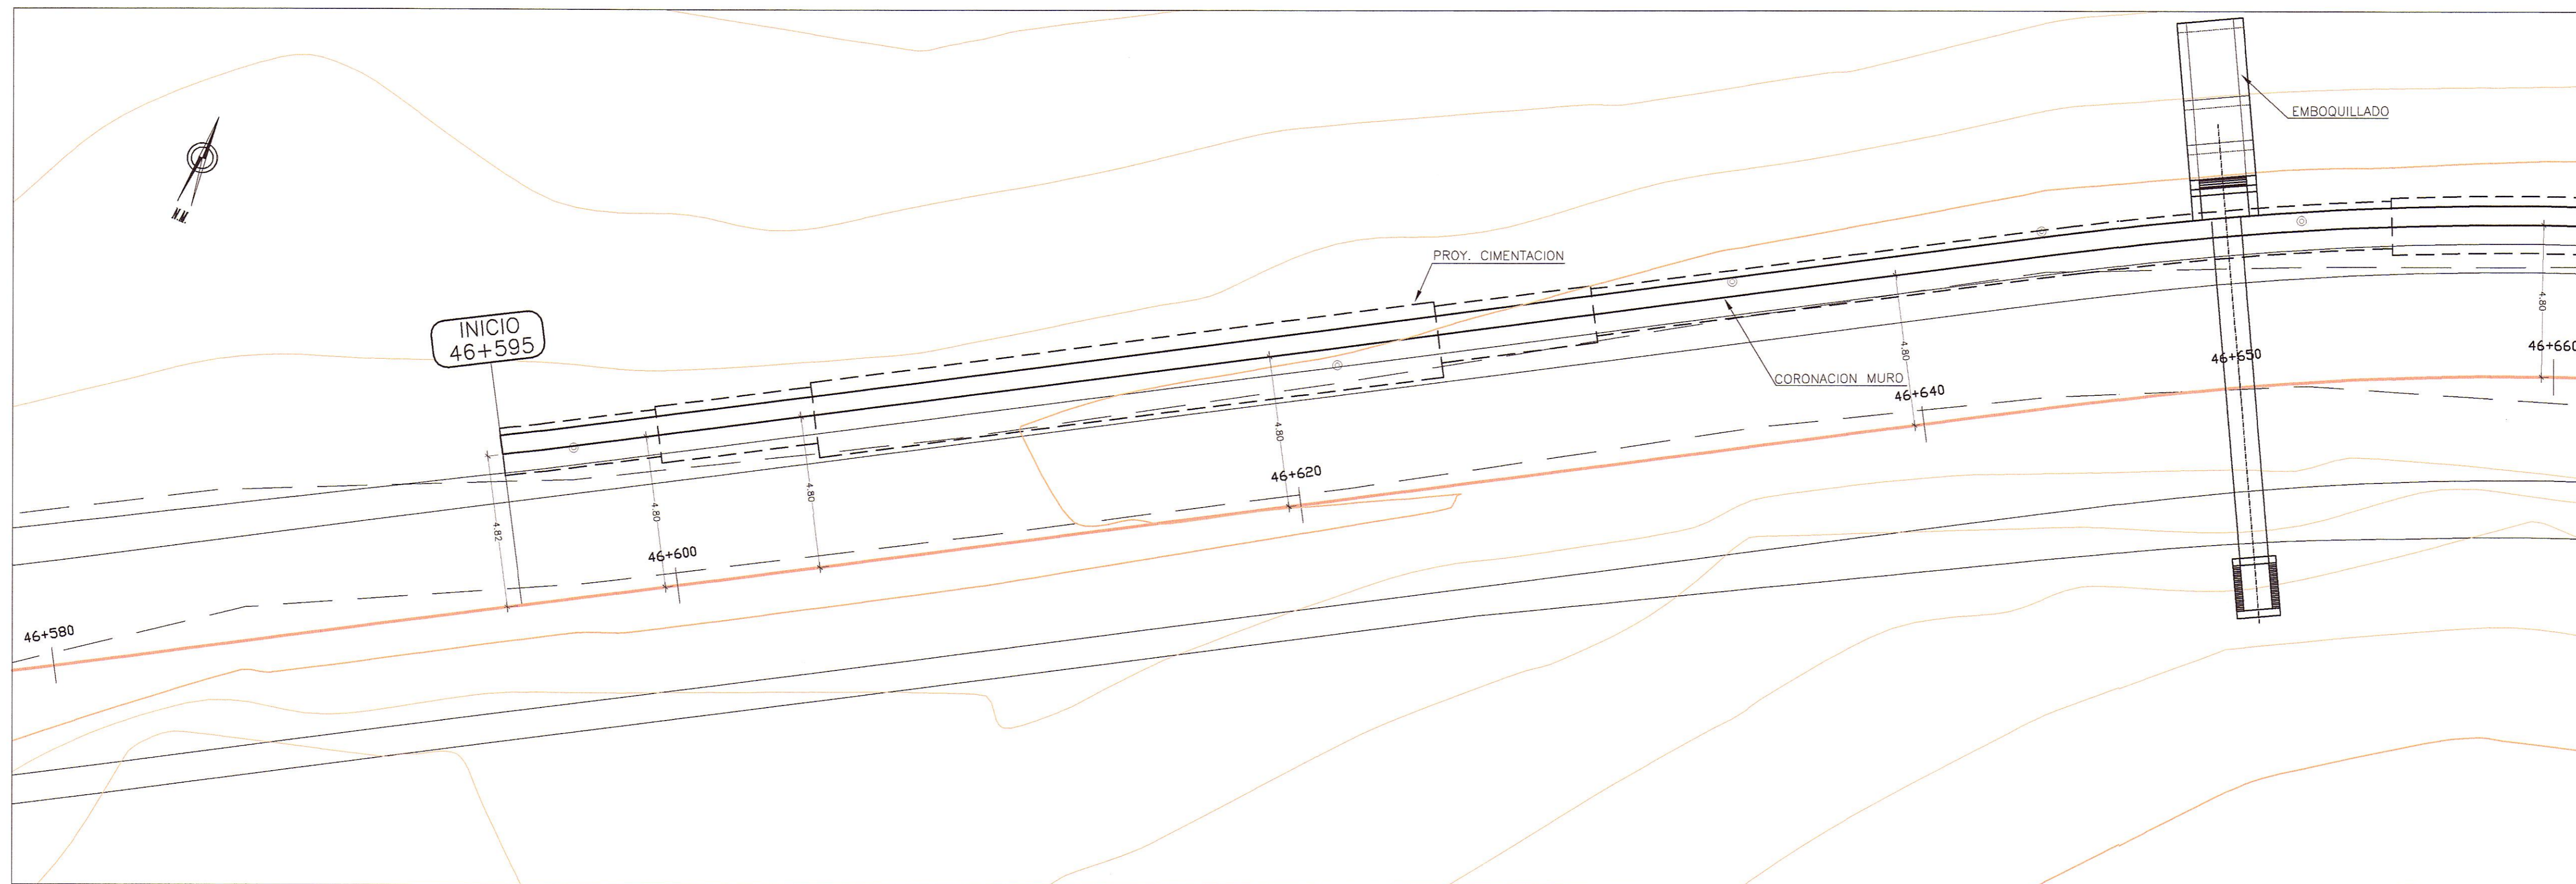 EMBOQUILLADO
N.M.
PROY. CIMENTACION
INICIO
46+595
4.80
46+660
46+650
4.80
CORONACION MURO
46+640
4.80
46+620
4.80
4.80
4.82
46+600
46+580